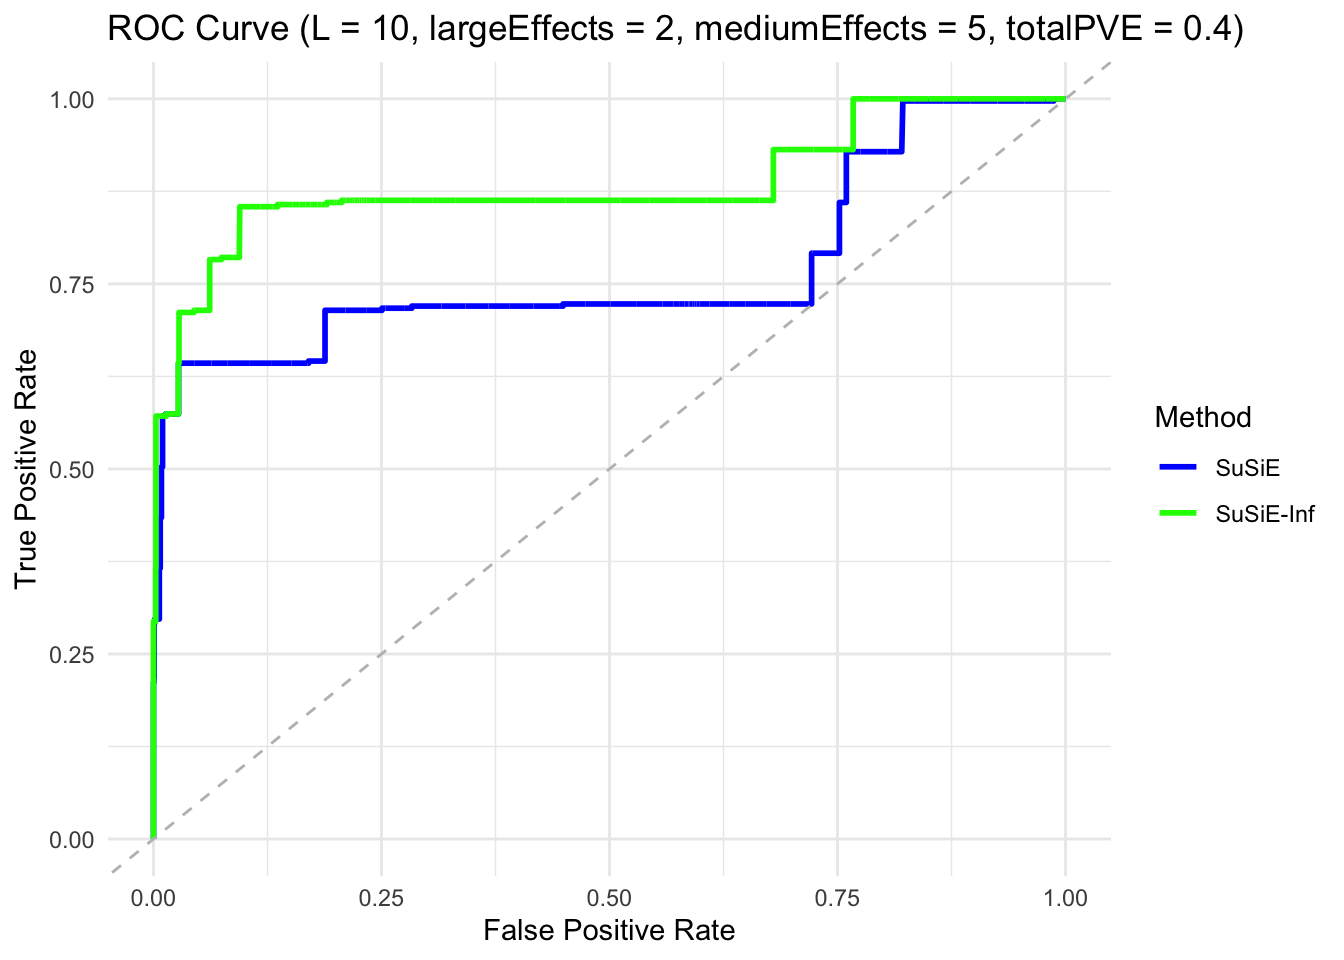 ROC Curve (L = 10, largeEffects = 2, mediumEffects = 5, totalPVE = 0.4)
1.00
0.75
0.50
0.25
0.00
True Positive Rate
0.00 0.25 0.50 0.75 1.00
False Positive Rate
Method
SuSiE
SuSiE-Inf